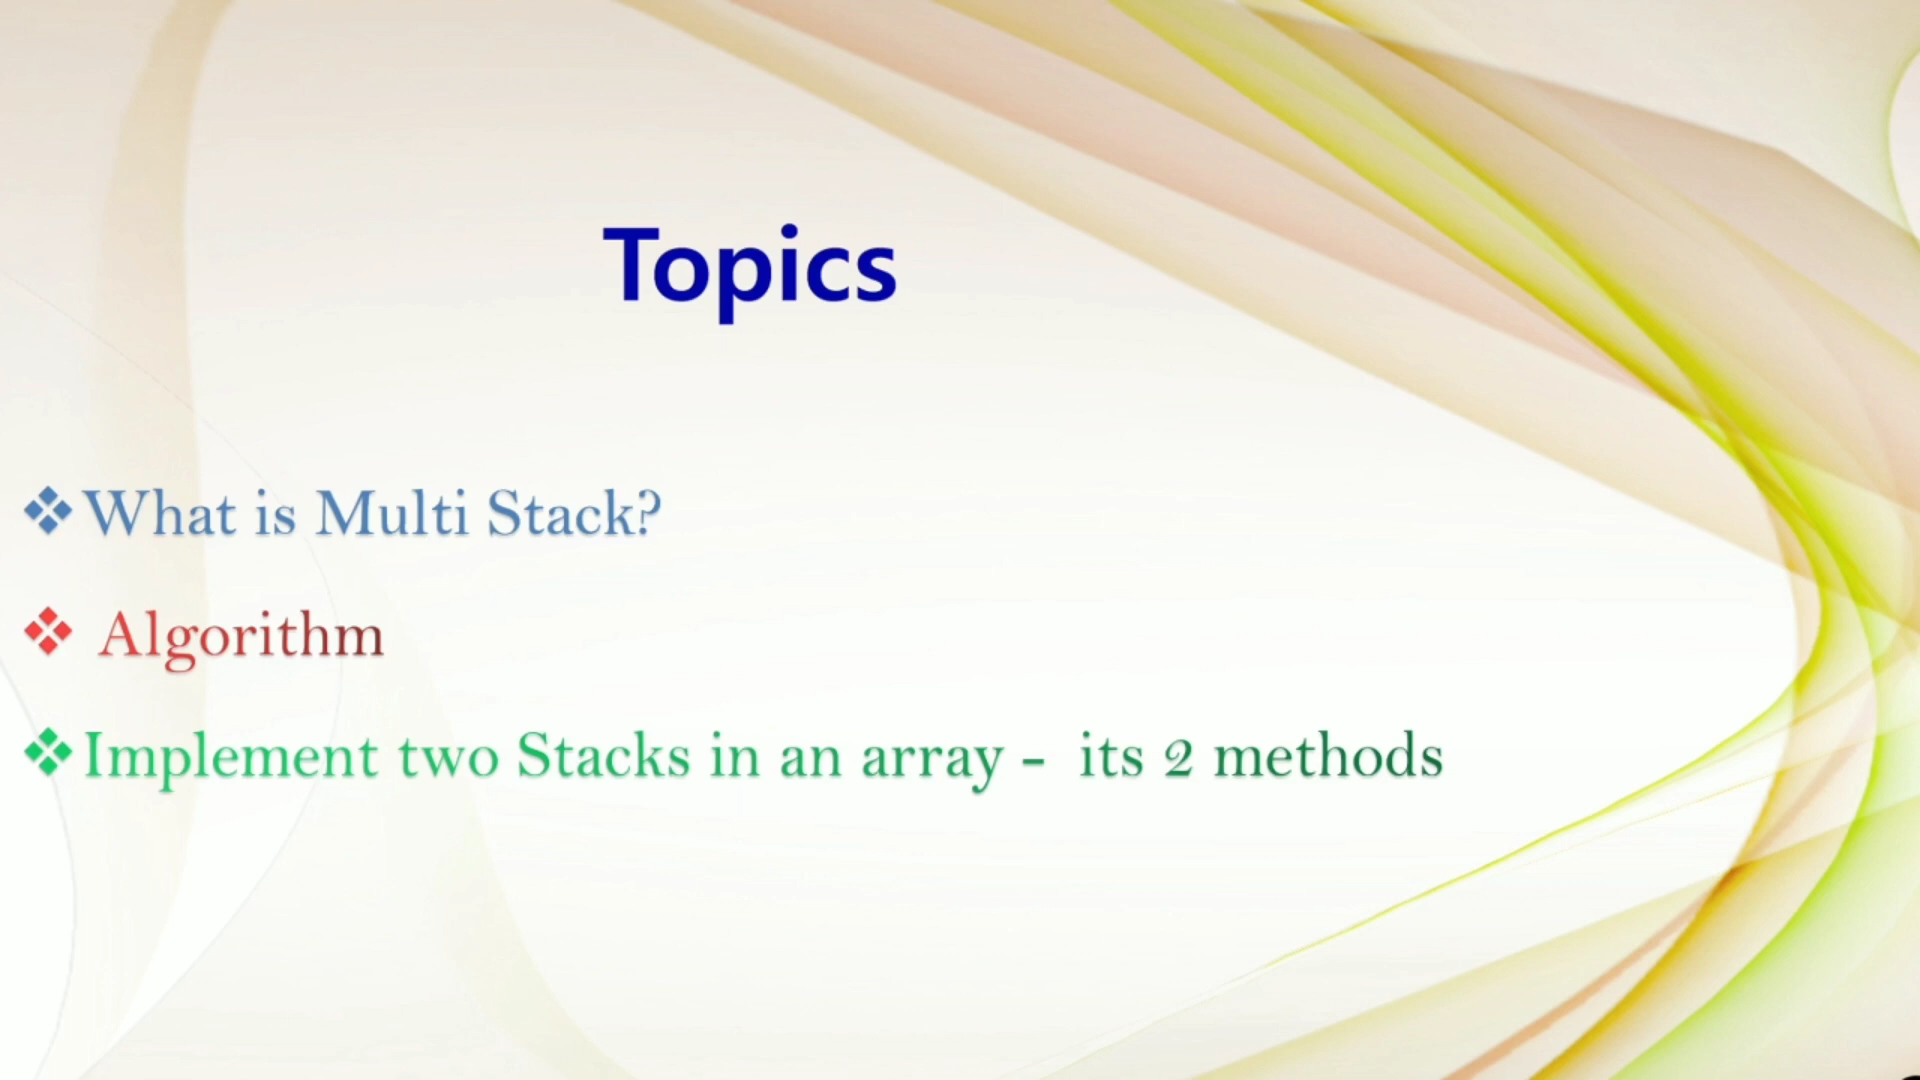 Topics
What is Multi Stack?
Algorithm
Implement two Stacks in an array - its 2 methods